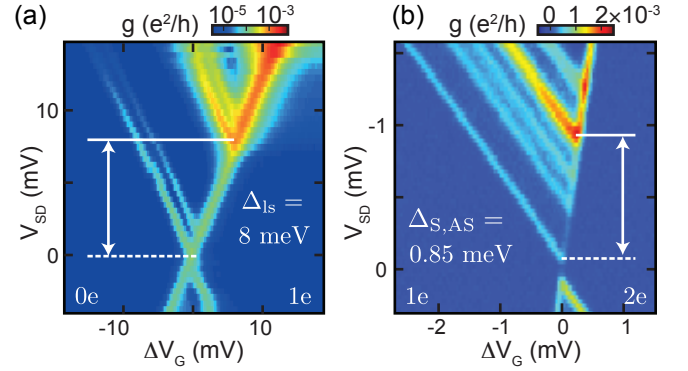 (a)
g (e²/h)
10⁻⁵
10⁻³
V_SD (mV)
10
0
Δ_ls =
8 meV
0e
1e
-10
0
10
ΔV_G (mV)
(b)
g (e²/h)
0
1
2×10⁻³
V_SD (mV)
-1
0
Δ_S,AS =
0.85 meV
1e
2e
-2
-1
0
1
ΔV_G (mV)